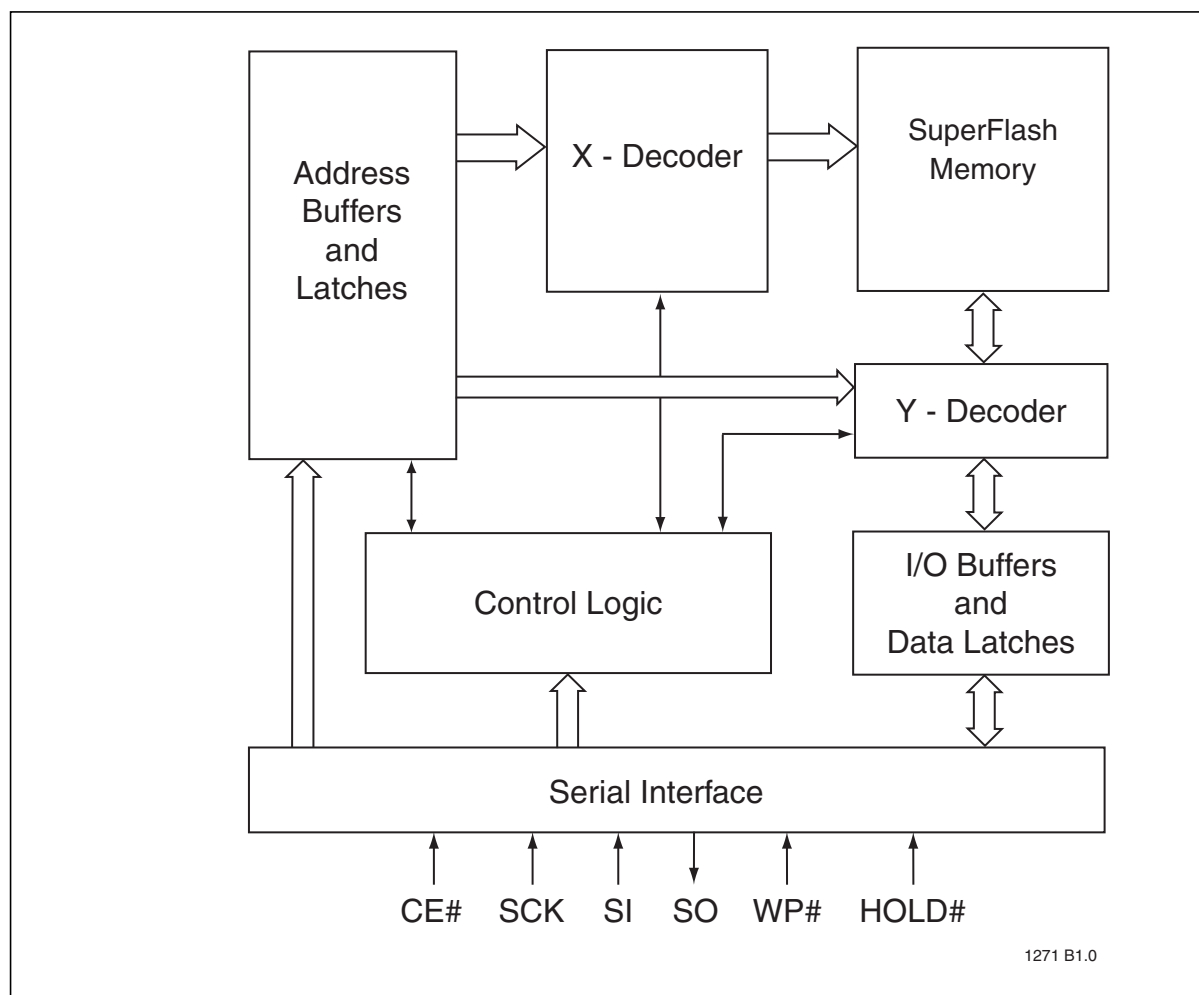 Address
Buffers
and
Latches
X - Decoder
SuperFlash
Memory
Y - Decoder
Control Logic
I/O Buffers
and
Data Latches
Serial Interface
CE# SCK SI SO WP# HOLD#
1271 B1.0